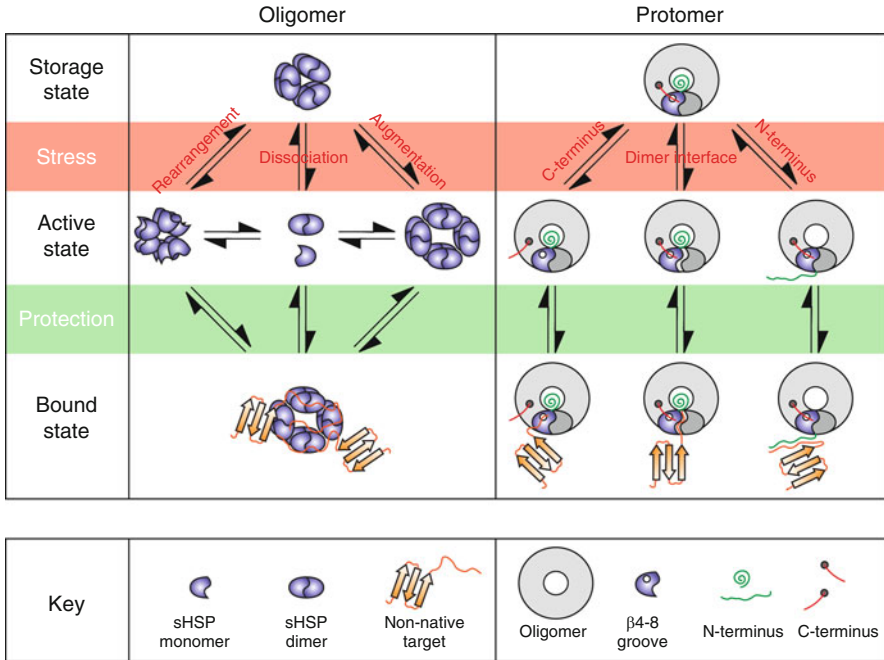 Oligomer
Protomer
Storage
state
Stress
Rearrangement
Dissociation
Augmentation
C-terminus
Dimer interface
N-terminus
Active
state
Protection
Bound
state
Key
sHSP
monomer
sHSP
dimer
Non-native
target
Oligomer
β4-8
groove
N-terminus
C-terminus